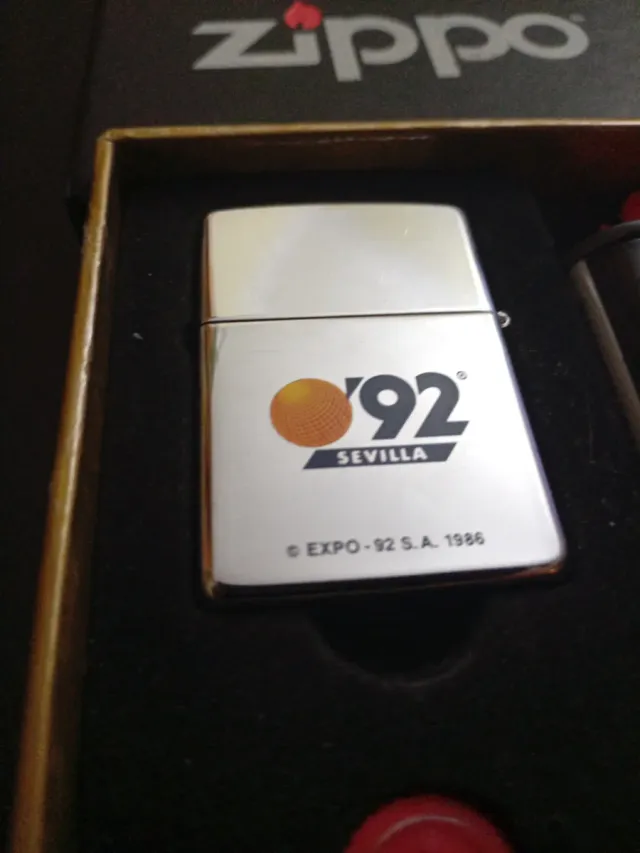 zippo
'92®
SEVILLA
© EXPO-92 S.A. 1986